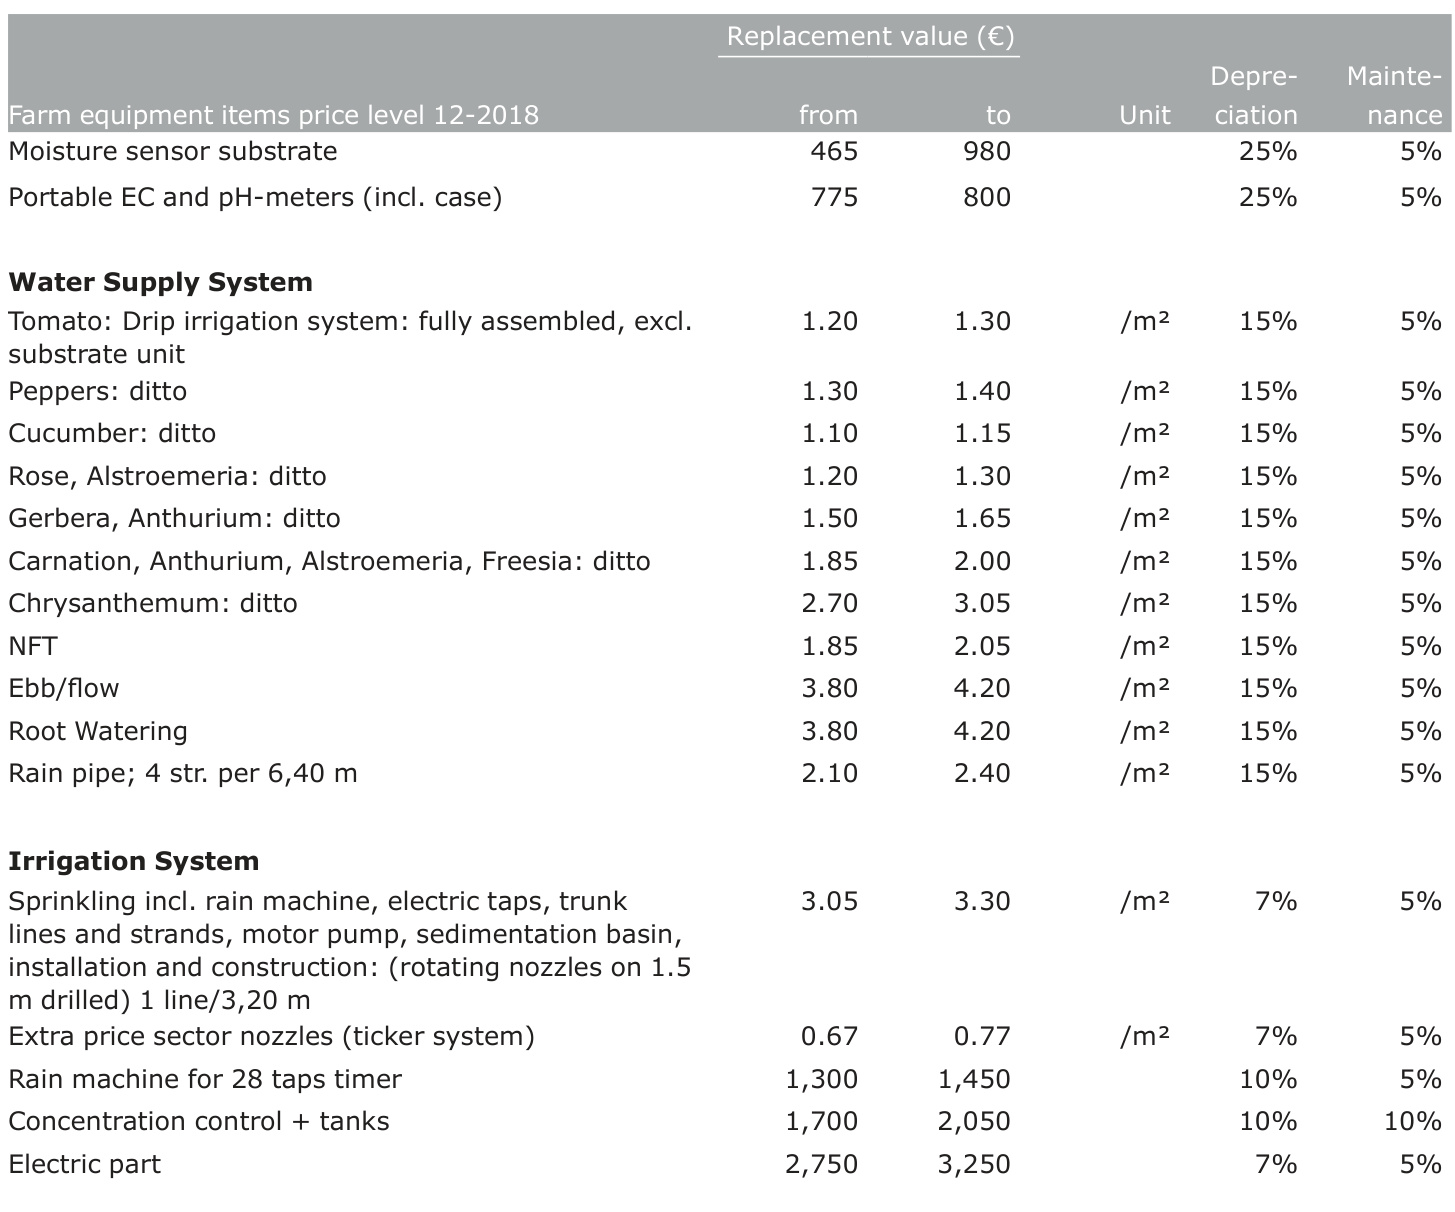 Replacement value (€)
Depre- Mainte-
Farm equipment items price level 12-2018 from to Unit ciation nance
Moisture sensor substrate 465 980 25% 5%
Portable EC and pH-meters (incl. case) 775 800 25% 5%
Water Supply System
Tomato: Drip irrigation system: fully assembled, excl. 1.20 1.30 /m² 15% 5%
substrate unit
Peppers: ditto 1.30 1.40 /m² 15% 5%
Cucumber: ditto 1.10 1.15 /m² 15% 5%
Rose, Alstroemeria: ditto 1.20 1.30 /m² 15% 5%
Gerbera, Anthurium: ditto 1.50 1.65 /m² 15% 5%
Carnation, Anthurium, Alstroemeria, Freesia: ditto 1.85 2.00 /m² 15% 5%
Chrysanthemum: ditto 2.70 3.05 /m² 15% 5%
NFT 1.85 2.05 /m² 15% 5%
Ebb/flow 3.80 4.20 /m² 15% 5%
Root Watering 3.80 4.20 /m² 15% 5%
Rain pipe; 4 str. per 6,40 m 2.10 2.40 /m² 15% 5%
Irrigation System
Sprinkling incl. rain machine, electric taps, trunk 3.05 3.30 /m² 7% 5%
lines and strands, motor pump, sedimentation basin,
installation and construction: (rotating nozzles on 1.5
m drilled) 1 line/3,20 m
Extra price sector nozzles (ticker system) 0.67 0.77 /m² 7% 5%
Rain machine for 28 taps timer 1,300 1,450 10% 5%
Concentration control + tanks 1,700 2,050 10% 10%
Electric part 2,750 3,250 7% 5%